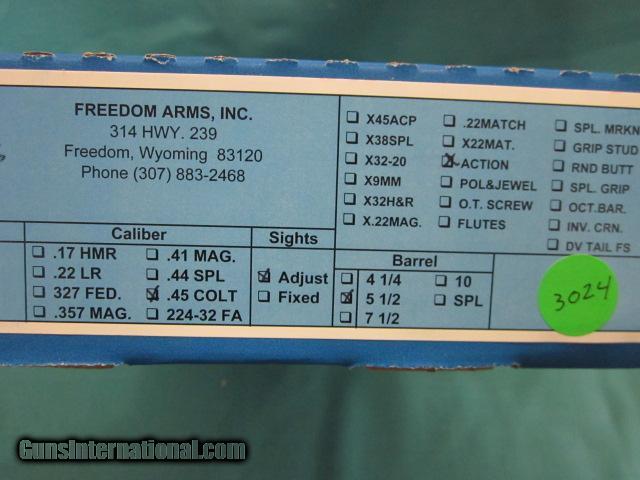 FREEDOM ARMS, INC.
314 HWY. 239
Freedom, Wyoming 83120
Phone (307) 883-2468
X45ACP
X38SPL
X32-20
X9MM
X32H&R
X.22MAG.
.22MATCH
X22MAT.
ACTION
POL&JEWEL
O.T. SCREW
FLUTES
SPL. MRKN
GRIP STUD
RND BUTT
SPL. GRIP
OCT.BAR.
INV. CRN.
DV TAIL FS
Caliber
.17 HMR
.22 LR
327 FED.
.357 MAG.
.41 MAG.
.44 SPL
.45 COLT
224-32 FA
Sights
Adjust
Fixed
Barrel
4 1/4
5 1/2
7 1/2
10
SPL
3024
GunsInternational.com